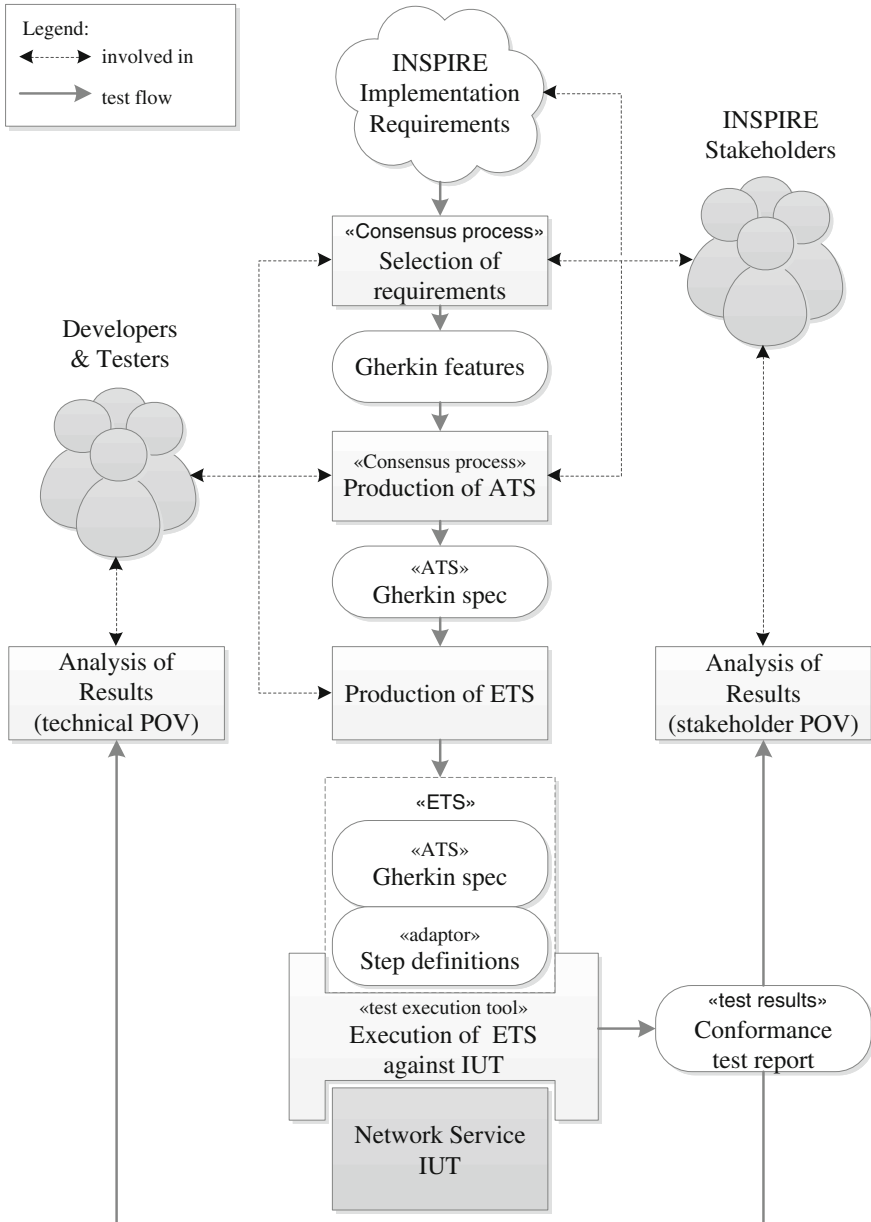 Legend:
involved in
test flow
INSPIRE
Implementation
Requirements
INSPIRE
Stakeholders
«Consensus process»
Selection of
requirements
Developers
& Testers
Gherkin features
«Consensus process»
Production of ATS
«ATS»
Gherkin spec
Analysis of
Results
(technical POV)
Production of ETS
Analysis of
Results
(stakeholder POV)
«ETS»
«ATS»
Gherkin spec
«adaptor»
Step definitions
«test execution tool»
Execution of ETS
against IUT
«test results»
Conformance
test report
Network Service
IUT